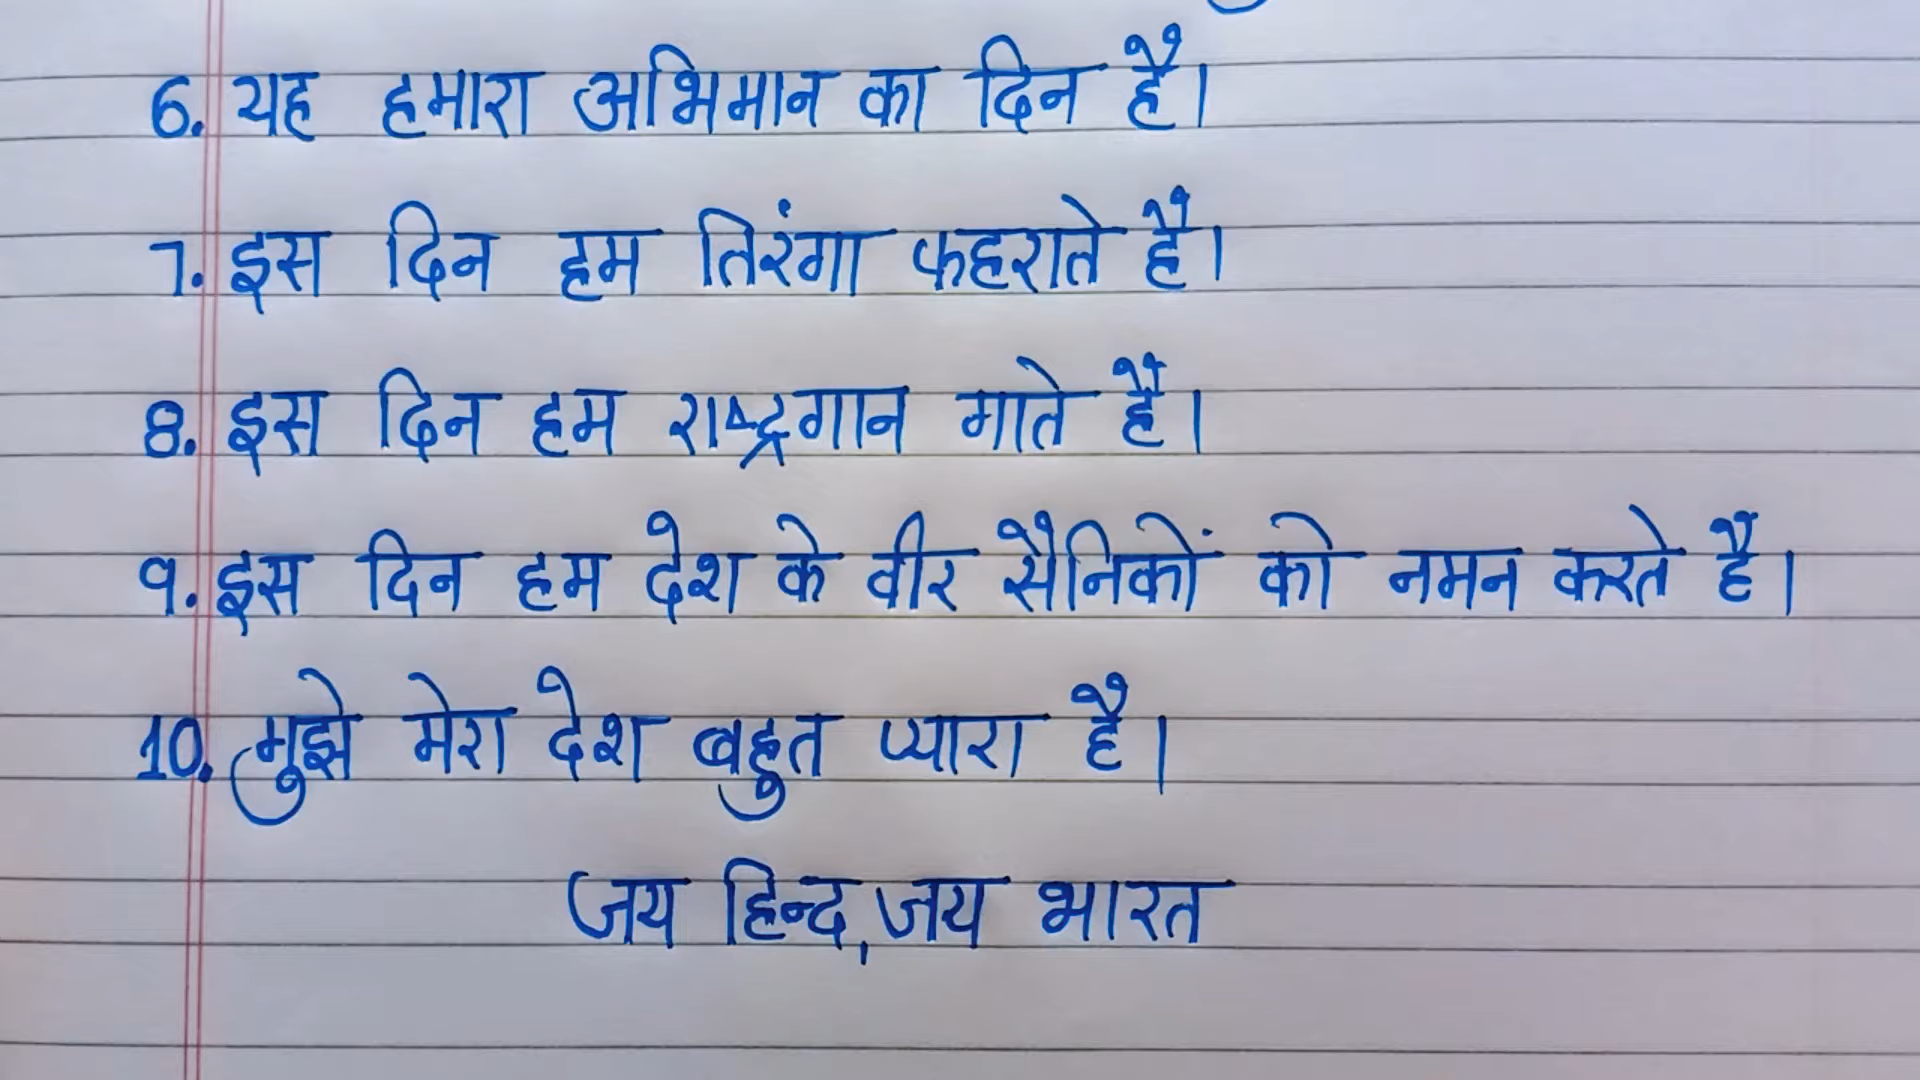 6. यह हमारा अभिमान का दिन है।
7. इस दिन हम तिरंगा फहराते है।
8. इस दिन हम राष्ट्रगान गाते है।
9. इस दिन हम देश के वीर सैनिकों को नमन करते है।
10. मुझे मेरा देश बहुत प्यारा है।
जय हिन्द, जय भारत